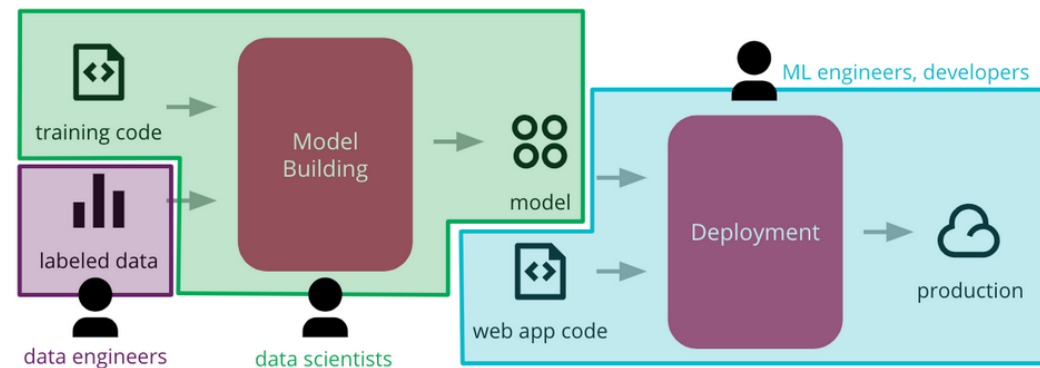 training code
Model
Building
model
labeled data
data engineers
data scientists
ML engineers, developers
Deployment
web app code
production